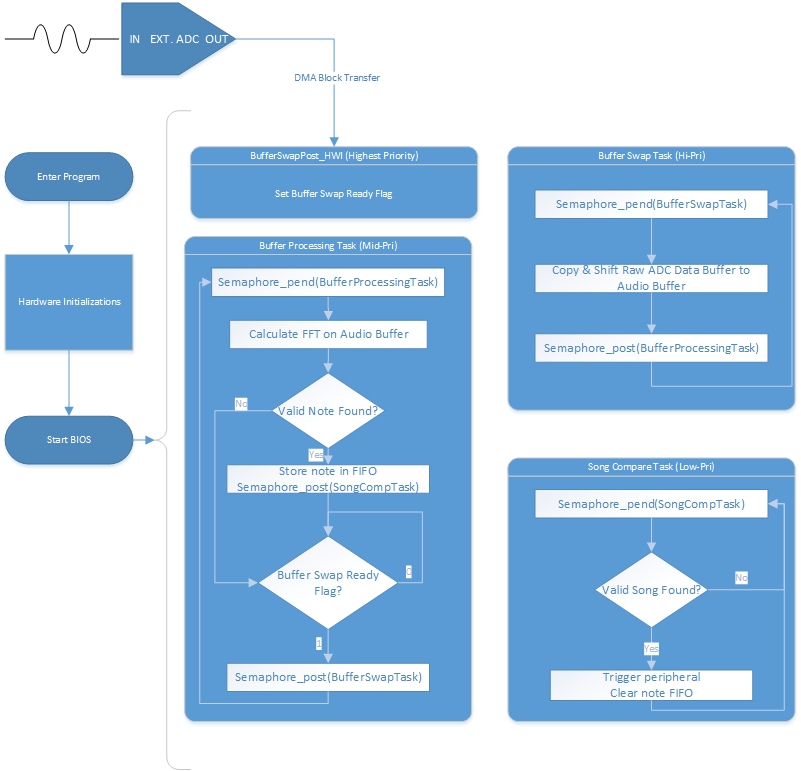 IN EXT. ADC OUT
DMA Block Transfer
Enter Program
Hardware Initializations
Start BIOS
BufferSwapPost_HWI (Highest Priority)
Set Buffer Swap Ready Flag
Buffer Processing Task (Mid-Pri)
Semaphore_pend(BufferProcessingTask)
Calculate FFT on Audio Buffer
Valid Note Found?
No
Yes
Store note in FIFO
Semaphore_post(SongCompTask)
Buffer Swap Ready
Flag?
0
1
Semaphore_post(BufferSwapTask)
Buffer Swap Task (Hi-Pri)
Semaphore_pend(BufferSwapTask)
Copy & Shift Raw ADC Data Buffer to
Audio Buffer
Semaphore_post(BufferProcessingTask)
Song Compare Task (Low-Pri)
Semaphore_pend(SongCompTask)
Valid Song Found?
No
Yes
Trigger peripheral
Clear note FIFO